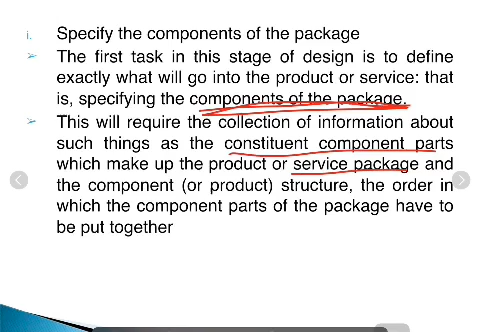 i. Specify the components of the package
The first task in this stage of design is to define
exactly what will go into the product or service: that
is, specifying the components of the package.
This will require the collection of information about
such things as the constituent component parts
which make up the product or service package and
the component (or product) structure, the order in
which the component parts of the package have to
be put together